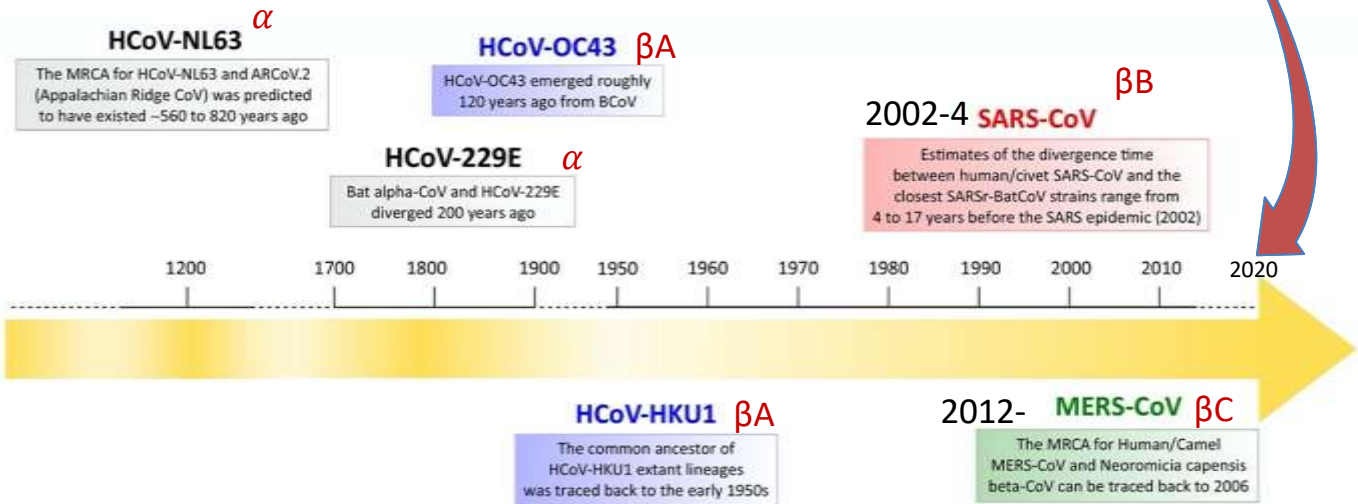 HCoV-NL63 α
The MRCA for HCoV-NL63 and ARCoV.2
(Appalachian Ridge CoV) was predicted
to have existed ~560 to 820 years ago
HCoV-OC43 βA
HCoV-OC43 emerged roughly
120 years ago from BCoV
HCoV-229E α
Bat alpha-CoV and HCoV-229E
diverged 200 years ago
βB
2002-4 SARS-CoV
Estimates of the divergence time
between human/civet SARS-CoV and the
closest SARSr-BatCoV strains range from
4 to 17 years before the SARS epidemic (2002)
1200 1700 1800 1900 1950 1960 1970 1980 1990 2000 2010 2020
HCoV-HKU1 βA
The common ancestor of
HCoV-HKU1 extant lineages
was traced back to the early 1950s
2012- MERS-CoV βC
The MRCA for Human/Camel
MERS-CoV and Neoromicia capensis
beta-CoV can be traced back to 2006